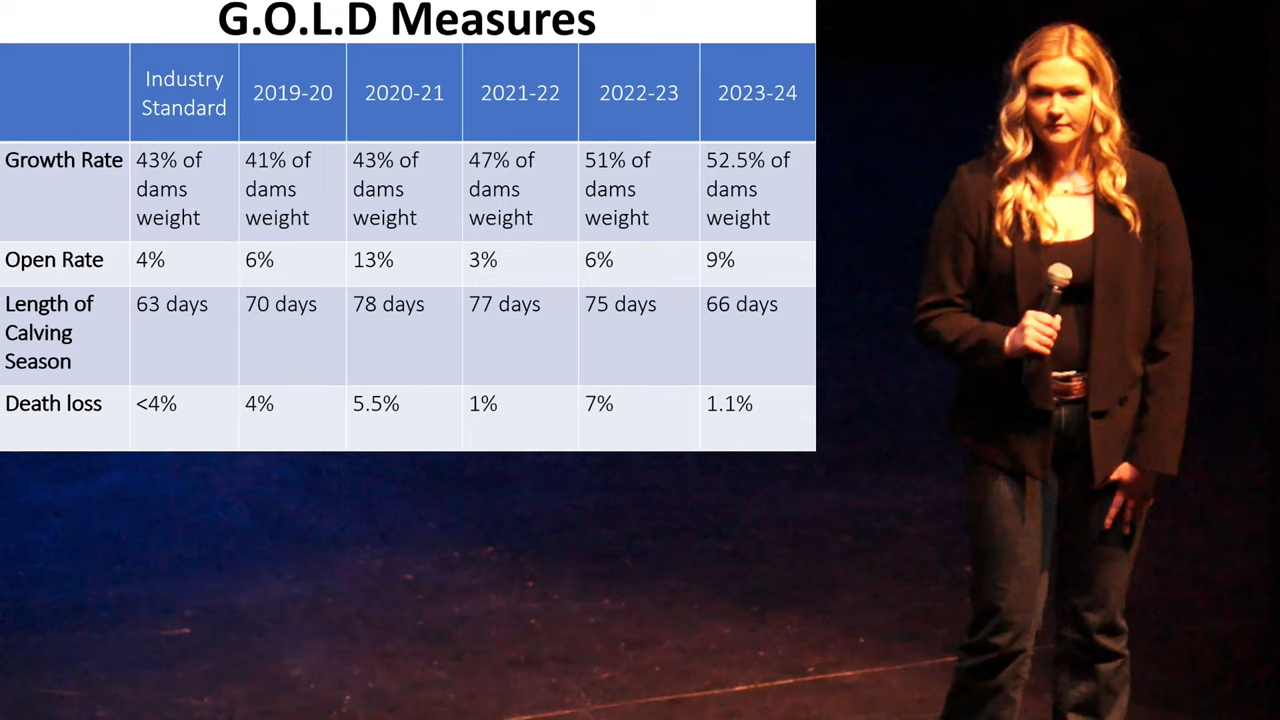 G.O.L.D Measures
Industry Standard 2019-20 2020-21 2021-22 2022-23 2023-24
Growth Rate 43% of dams weight 41% of dams weight 43% of dams weight 47% of dams weight 51% of dams weight 52.5% of dams weight
Open Rate 4% 6% 13% 3% 6% 9%
Length of Calving Season 63 days 70 days 78 days 77 days 75 days 66 days
Death loss <4% 4% 5.5% 1% 7% 1.1%